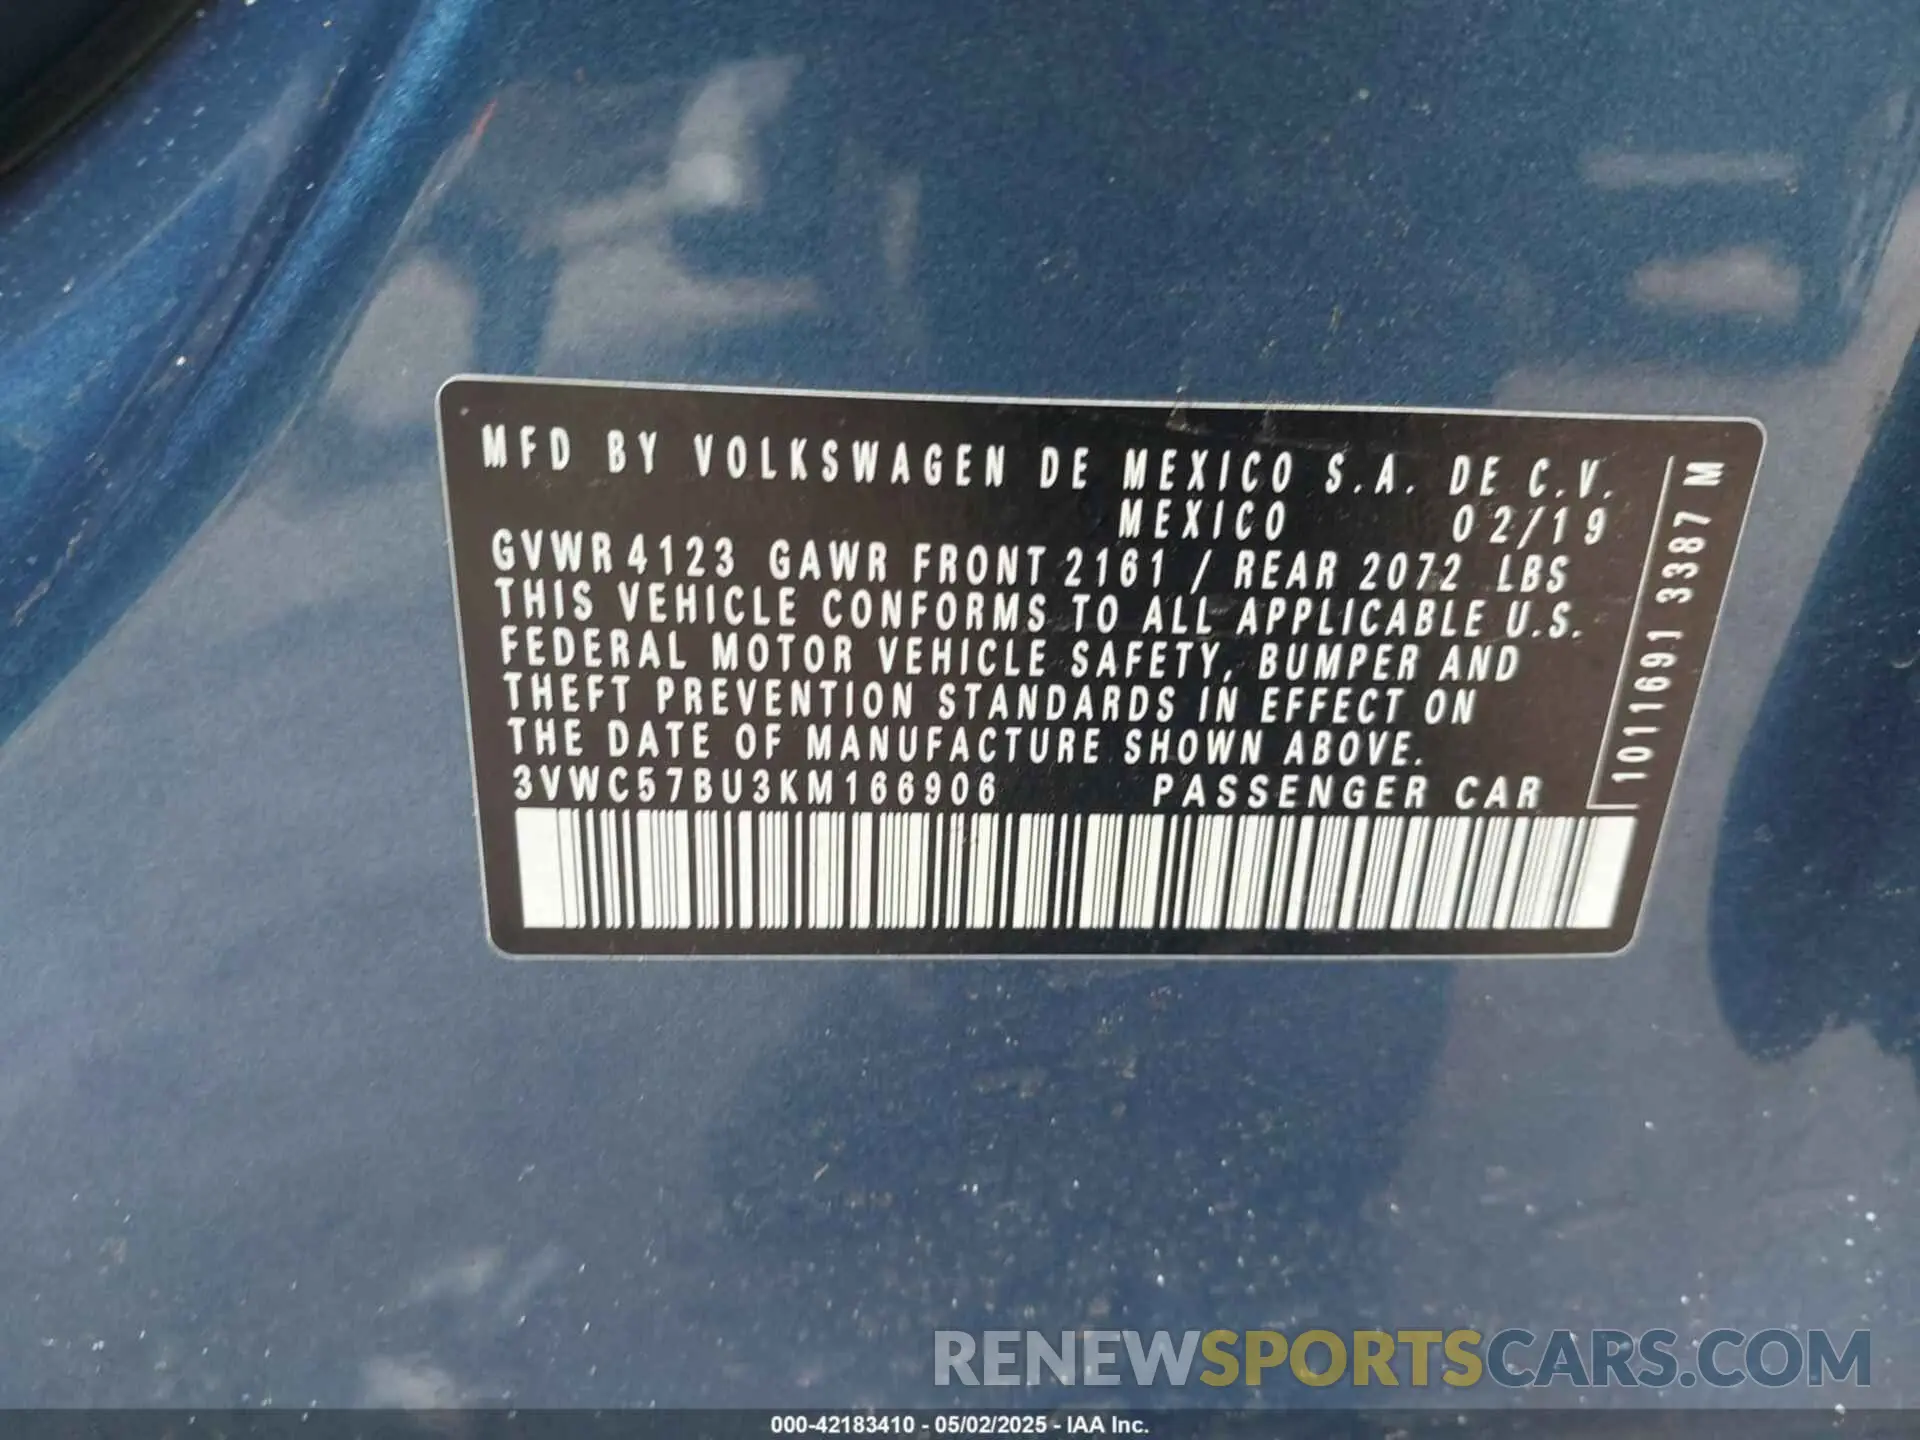 MFD BY VOLKSWAGEN DE MEXICO S.A. DE C.V.
MEXICO 02/19
GVWR 4123 GAWR FRONT 2161 / REAR 2072 LBS
THIS VEHICLE CONFORMS TO ALL APPLICABLE U.S.
FEDERAL MOTOR VEHICLE SAFETY, BUMPER AND
THEFT PREVENTION STANDARDS IN EFFECT ON
THE DATE OF MANUFACTURE SHOWN ABOVE.
3VWC57BU3KM166906 PASSENGER CAR
1011691 3387 M
RENEWSPORTSCARS.COM
000-42183410 - 05/02/2025 - IAA Inc.